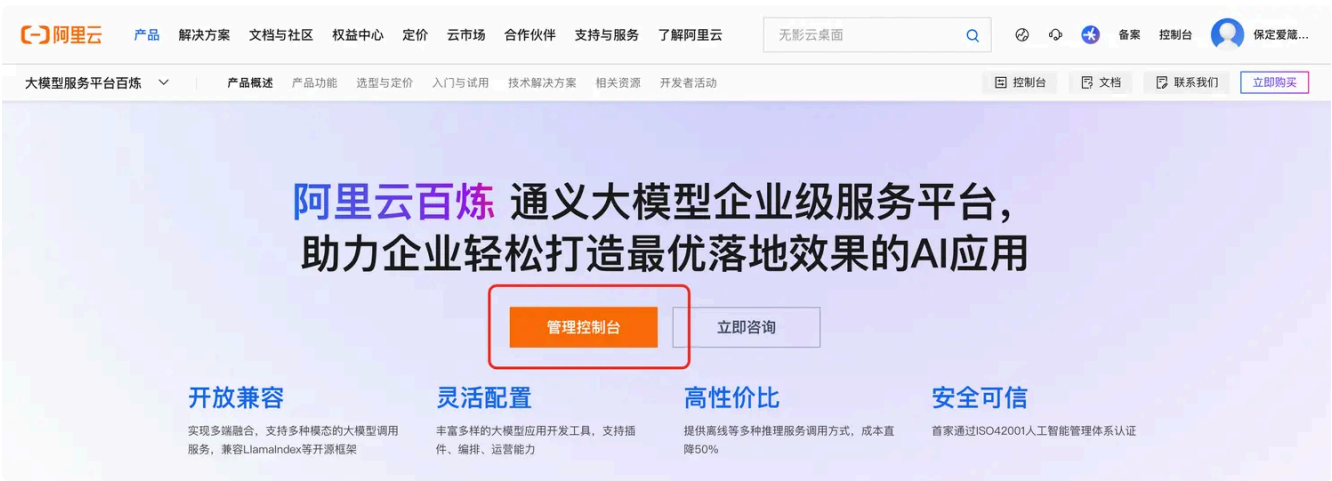 阿里云 产品 解决方案 文档与社区 权益中心 定价 云市场 合作伙伴 支持与服务 了解阿里云 无影云桌面 备案 控制台 保定爱箴...
大模型服务平台百炼 产品概述 产品功能 选型与定价 入门与试用 技术解决方案 相关资源 开发者活动 控制台 文档 联系我们 立即购买
阿里云百炼 通义大模型企业级服务平台，
助力企业轻松打造最优落地效果的AI应用
管理控制台 立即咨询
开放兼容 灵活配置 高性价比 安全可信
实现多端融合，支持多种模态的大模型调用 丰富多样的大模型应用开发工具，支持插 提供离线等多种推理服务调用方式，成本直 首家通过ISO42001人工智能管理体系认证
服务，兼容LlamaIndex等开源框架 件、编排、运营能力 降50%